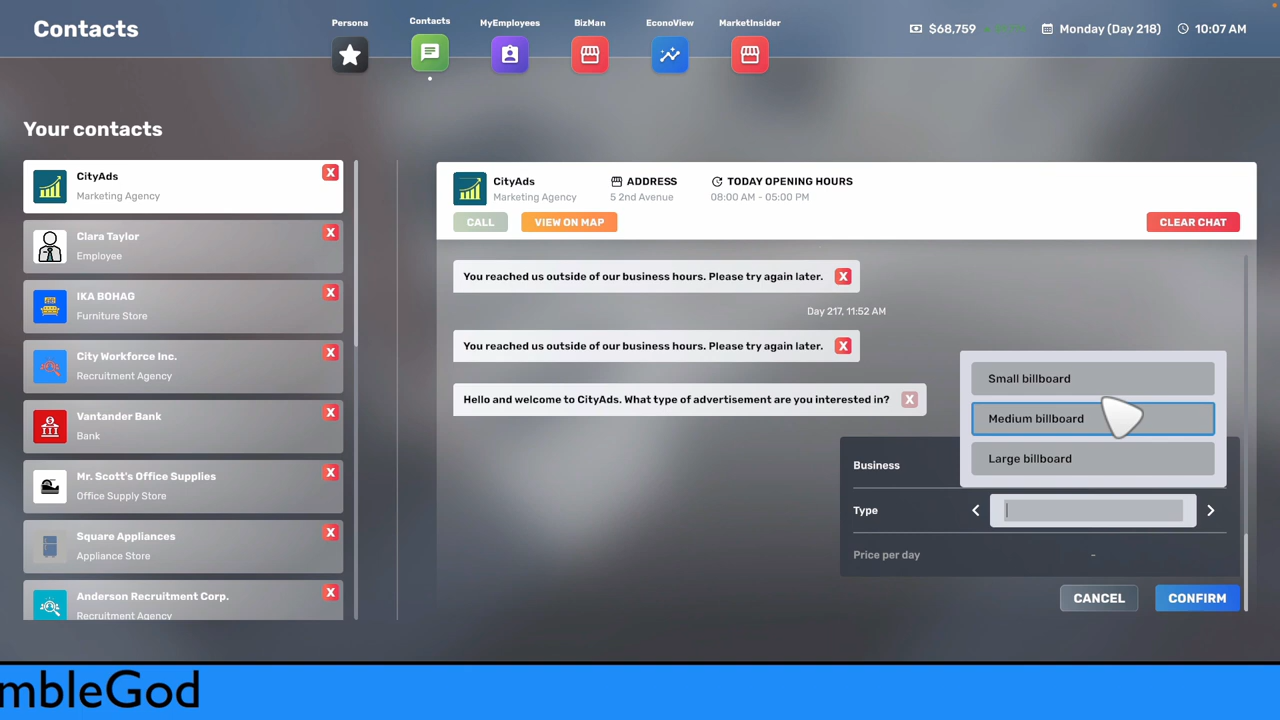 Contacts
Persona
Contacts
MyEmployees
BizMan
EconoView
MarketInsider
$68,759
Monday (Day 218)
10:07 AM
Your contacts
CityAds
Marketing Agency
X
Clara Taylor
Employee
X
IKA BOHAG
Furniture Store
X
City Workforce Inc.
Recruitment Agency
X
Vantander Bank
Bank
X
Mr. Scott's Office Supplies
Office Supply Store
X
Square Appliances
Appliance Store
X
Anderson Recruitment Corp.
Recruitment Agency
X
CityAds
Marketing Agency
ADDRESS
5 2nd Avenue
TODAY OPENING HOURS
08:00 AM - 05:00 PM
CALL
VIEW ON MAP
CLEAR CHAT
You reached us outside of our business hours. Please try again later. X
Day 217, 11:52 AM
You reached us outside of our business hours. Please try again later. X
Hello and welcome to CityAds. What type of advertisement are you interested in? X
Small billboard
Medium billboard
Large billboard
Business
Type
Price per day -
CANCEL
CONFIRM
mbleGod